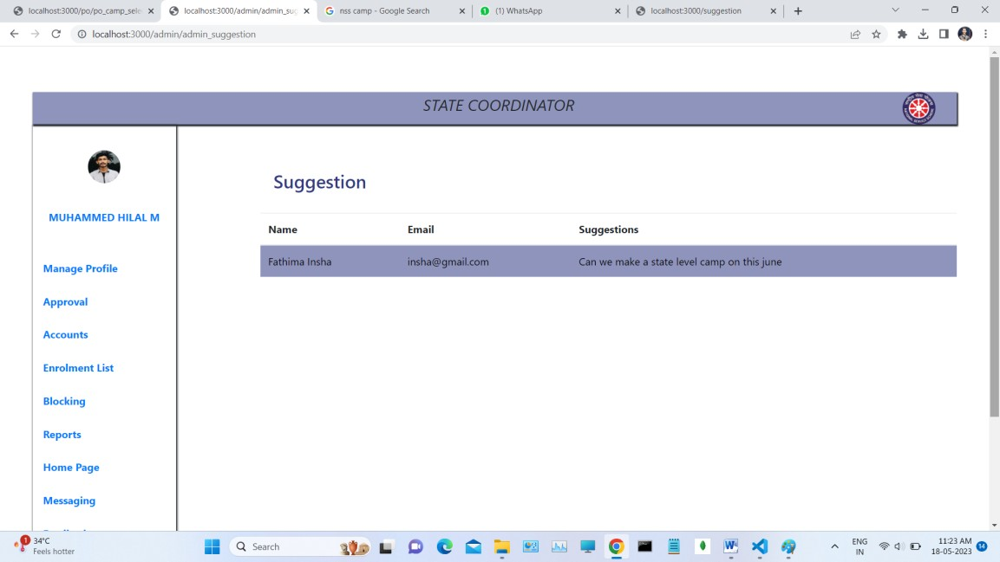 localhost:3000/po/po_camp_sele
localhost:3000/admin/admin_sug
nss camp - Google Search
(1) WhatsApp
localhost:3000/suggestion
localhost:3000/admin/admin_suggestion
STATE COORDINATOR
MUHAMMED HILAL M
Manage Profile
Approval
Accounts
Enrolment List
Blocking
Reports
Home Page
Messaging
Suggestion
Name Email Suggestions
Fathima Insha insha@gmail.com Can we make a state level camp on this june
1
34°C
Feels hotter
Search
ENG
IN
11:23 AM
18-05-2023
14